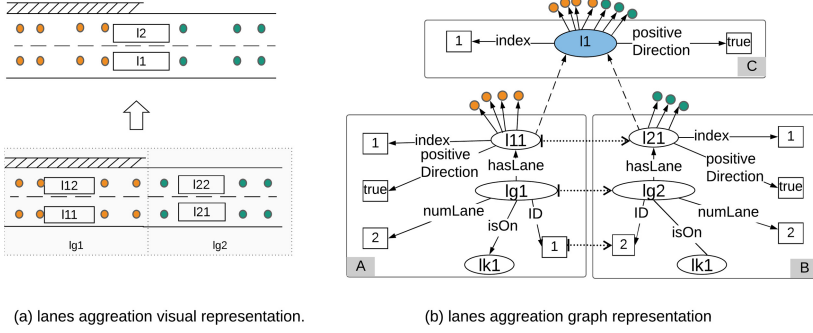 l2
l1
l12
l22
l11
l21
lg1
lg2
(a) lanes aggreation visual representation.
1
index
l1
positive
Direction
true
C
1
index
l11
l21
index
1
positive
Direction
hasLane
hasLane
positive
Direction
true
lg1
lg2
true
numLane
ID
ID
numLane
2
isOn
1
2
isOn
2
A
lk1
lk1
B
(b) lanes aggreation graph representation